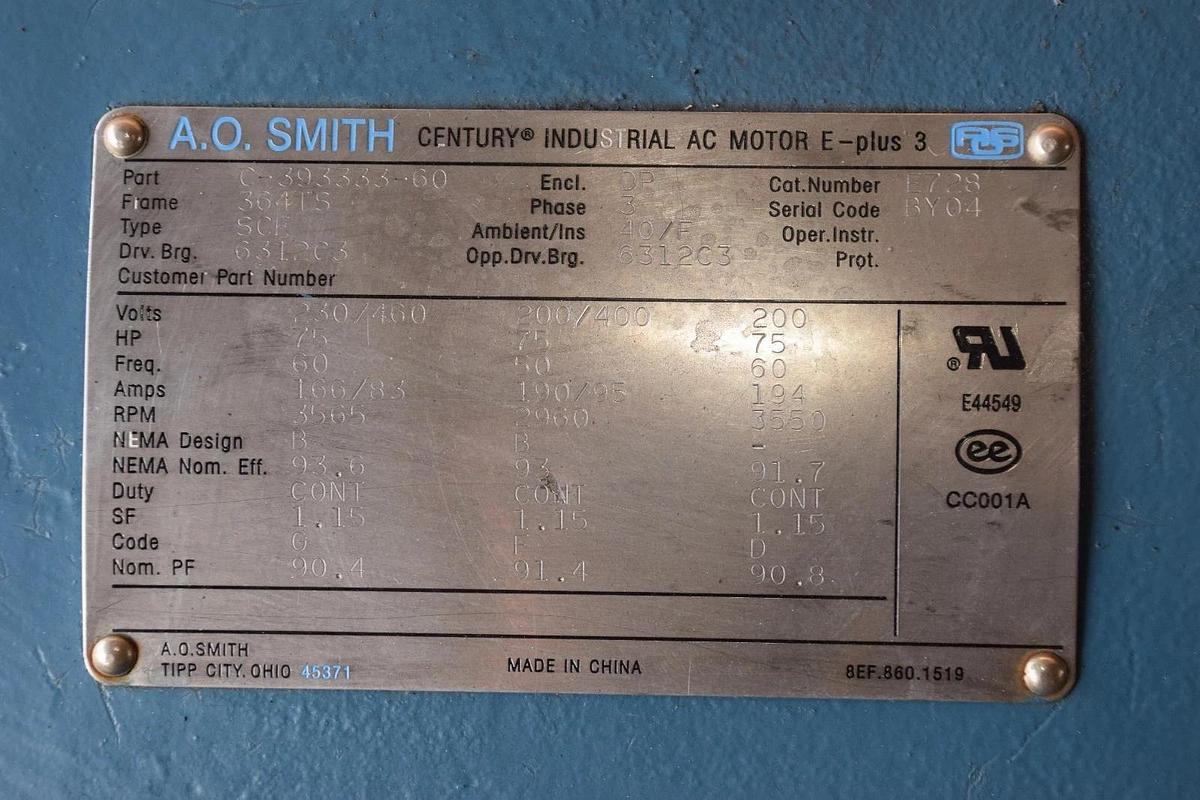 A.O. SMITH CENTURY® INDUSTRIAL AC MOTOR E-plus 3 AOS
Part C-393333-60 Encl. DP Cat.Number E728
Frame 364TS Phase 3 Serial Code BY04
Type SCE Ambient/Ins 40/F Oper.Instr.
Drv. Brg. 6312C3 Opp.Drv.Brg. 6312C3 Prot.
Customer Part Number
Volts 230/460 200/400 200
HP 75 75 75
Freq. 60 50 60
Amps 166/83 190/95 194
RPM 3565 2960 3550
NEMA Design B B -
NEMA Nom. Eff. 93.6 93 91.7
Duty CONT CONT CONT
SF 1.15 1.15 1.15
Code G F D
Nom. PF 90.4 91.4 90.8
®
E44549
ee
CC001A
A.O.SMITH
TIPP CITY.OHIO 45371 MADE IN CHINA 8EF.860.1519